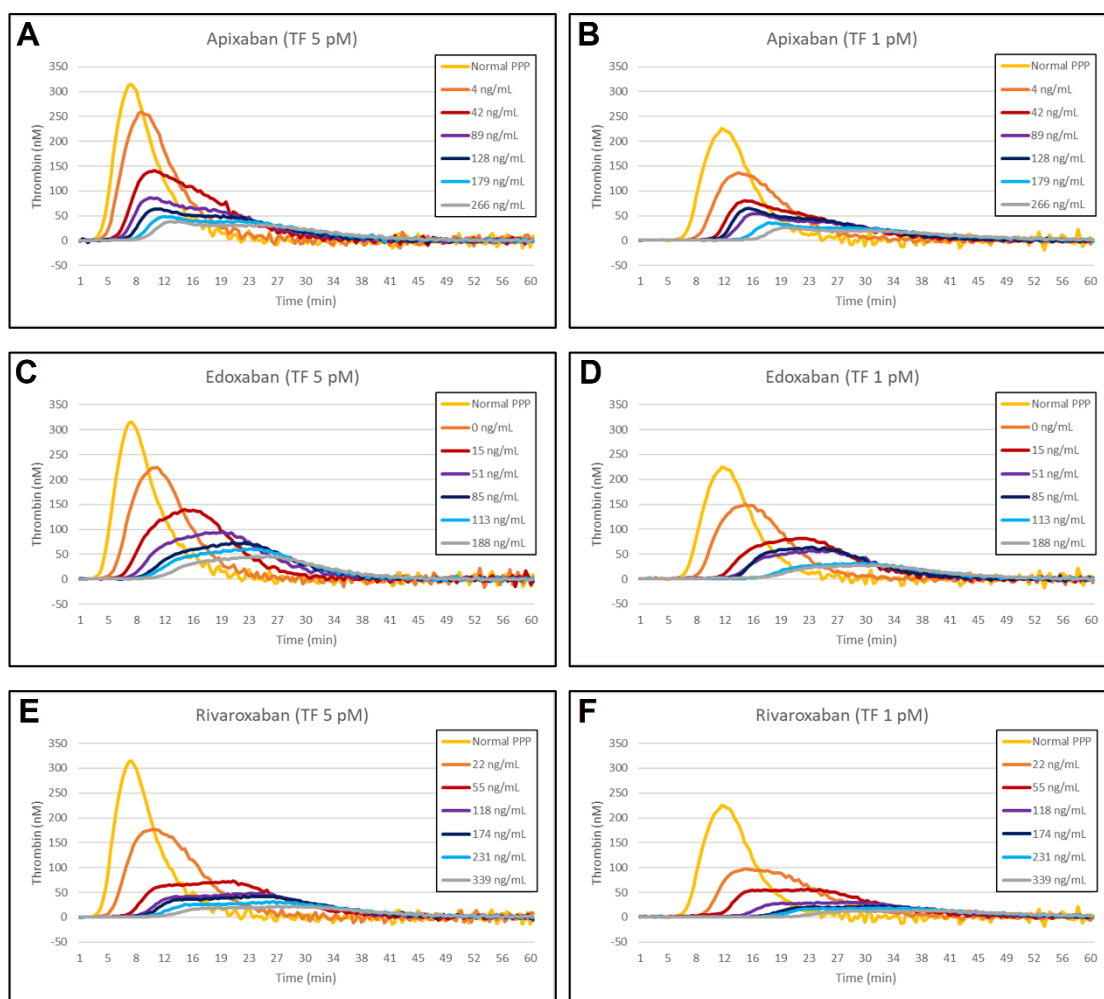 A
Apixaban (TF 5 pM)
Thrombin (nM)
350
300
250
200
150
100
50
0
-50
1 5 8 12 16 19 23 27 30 34 38 41 45 49 52 56 60
Time (min)
Normal PPP
4 ng/mL
42 ng/mL
89 ng/mL
128 ng/mL
179 ng/mL
266 ng/mL
B
Apixaban (TF 1 pM)
Thrombin (nM)
350
300
250
200
150
100
50
0
-50
1 5 9 12 16 20 23 27 31 34 38 42 45 49 53 56 60
Time (min)
Normal PPP
4 ng/mL
42 ng/mL
89 ng/mL
128 ng/mL
179 ng/mL
266 ng/mL
C
Edoxaban (TF 5 pM)
Thrombin (nM)
350
300
250
200
150
100
50
0
-50
1 5 8 12 16 19 23 27 30 34 38 41 45 49 52 56 60
Time (min)
Normal PPP
0 ng/mL
15 ng/mL
51 ng/mL
85 ng/mL
113 ng/mL
188 ng/mL
D
Edoxaban (TF 1 pM)
Thrombin (nM)
350
300
250
200
150
100
50
0
-50
1 5 9 12 16 20 23 27 31 34 38 42 45 49 53 56 60
Time (min)
Normal PPP
0 ng/mL
15 ng/mL
51 ng/mL
85 ng/mL
113 ng/mL
188 ng/mL
E
Rivaroxaban (TF 5 pM)
Thrombin (nM)
350
300
250
200
150
100
50
0
-50
1 5 8 12 16 19 23 27 30 34 38 41 45 49 52 56 60
Time (min)
Normal PPP
22 ng/mL
55 ng/mL
118 ng/mL
174 ng/mL
231 ng/mL
339 ng/mL
F
Rivaroxaban (TF 1 pM)
Thrombin (nM)
350
300
250
200
150
100
50
0
-50
1 5 9 12 16 20 23 27 31 34 38 42 45 49 53 56 60
Time (min)
Normal PPP
22 ng/mL
55 ng/mL
118 ng/mL
174 ng/mL
231 ng/mL
339 ng/mL